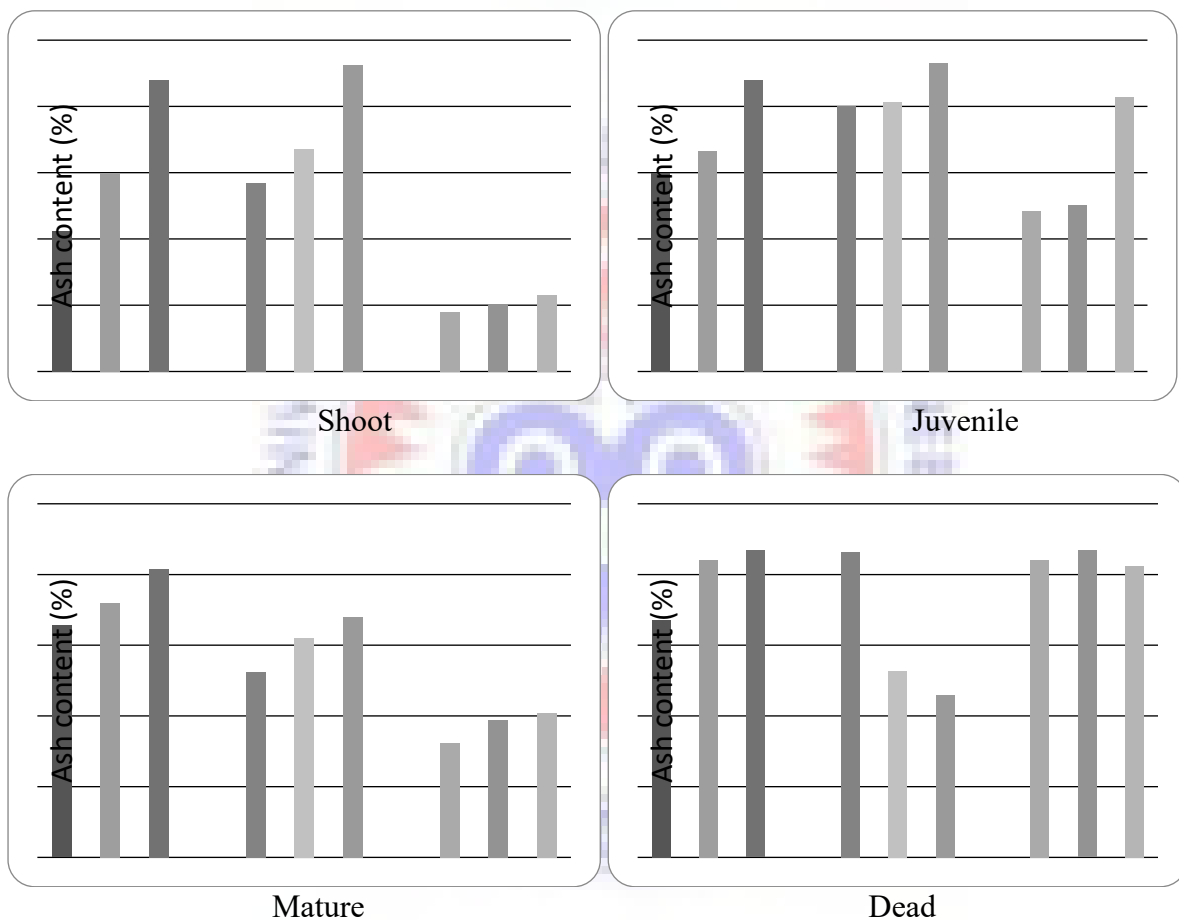 Ash content (%)
Ash content (%)
Shoot
Juvenile
Ash content (%)
Ash content (%)
Mature
Dead